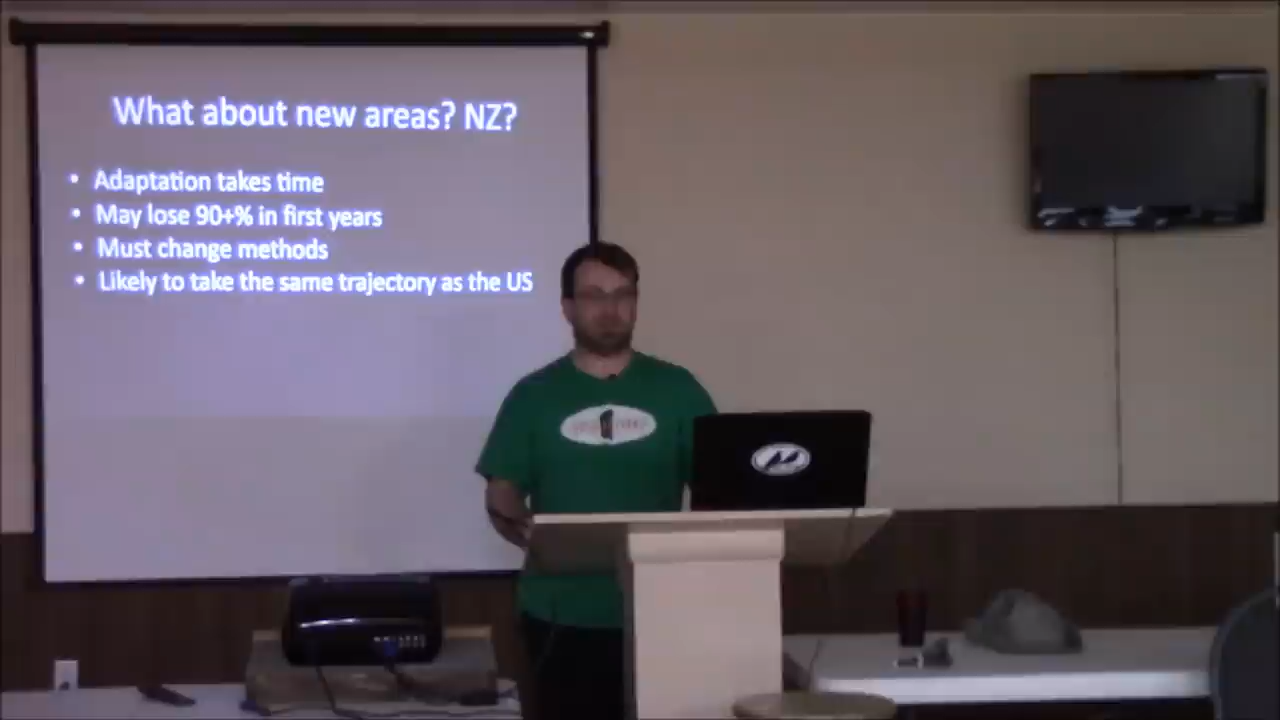 What about new areas? NZ?
• Adaptation takes time
• May lose 90+% in first years
• Must change methods
• Likely to take the same trajectory as the US